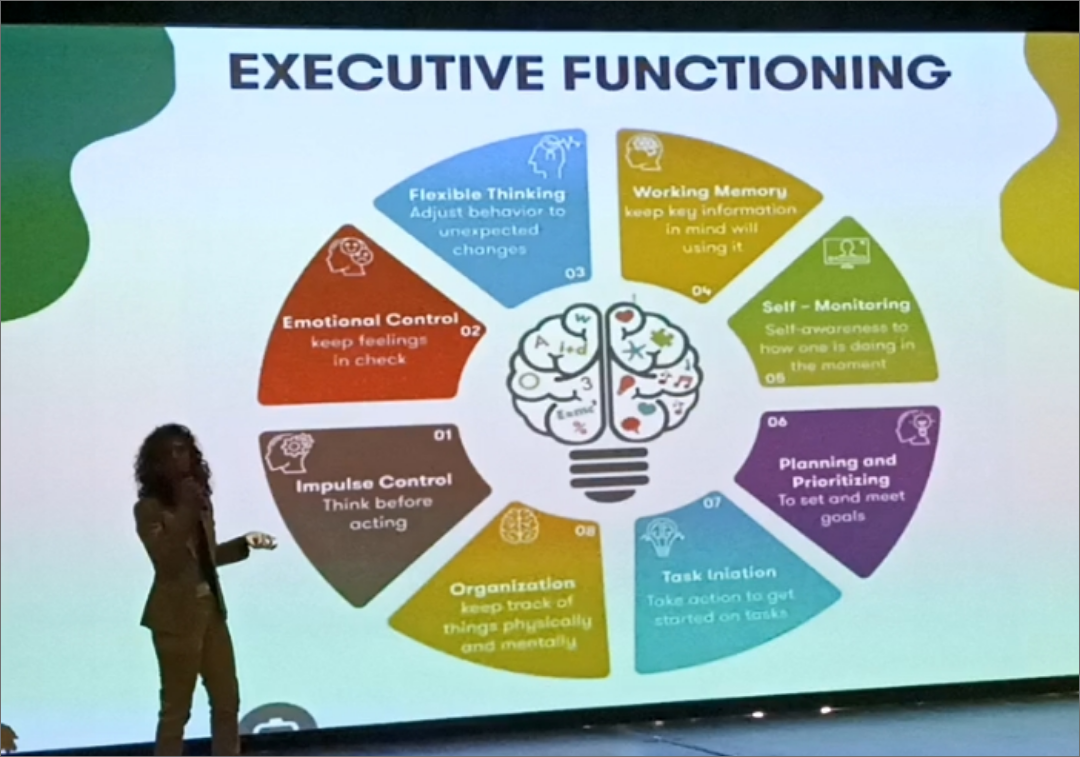 EXECUTIVE FUNCTIONING
01
Impulse Control
Think before
acting
Emotional Control
02
keep feelings
in check
Flexible Thinking
Adjust behavior to
unexpected
changes
03
Working Memory
keep key information
in mind will
using it
04
Self - Monitoring
Self-awareness to
how one is doing in
the moment
05
06
Planning and
Prioritizing
To set and meet
goals
07
Task Iniation
Take action to get
started on tasks
08
Organization
keep track of
things physically
and mentally
W
A
1+d
3
E=mc²
%